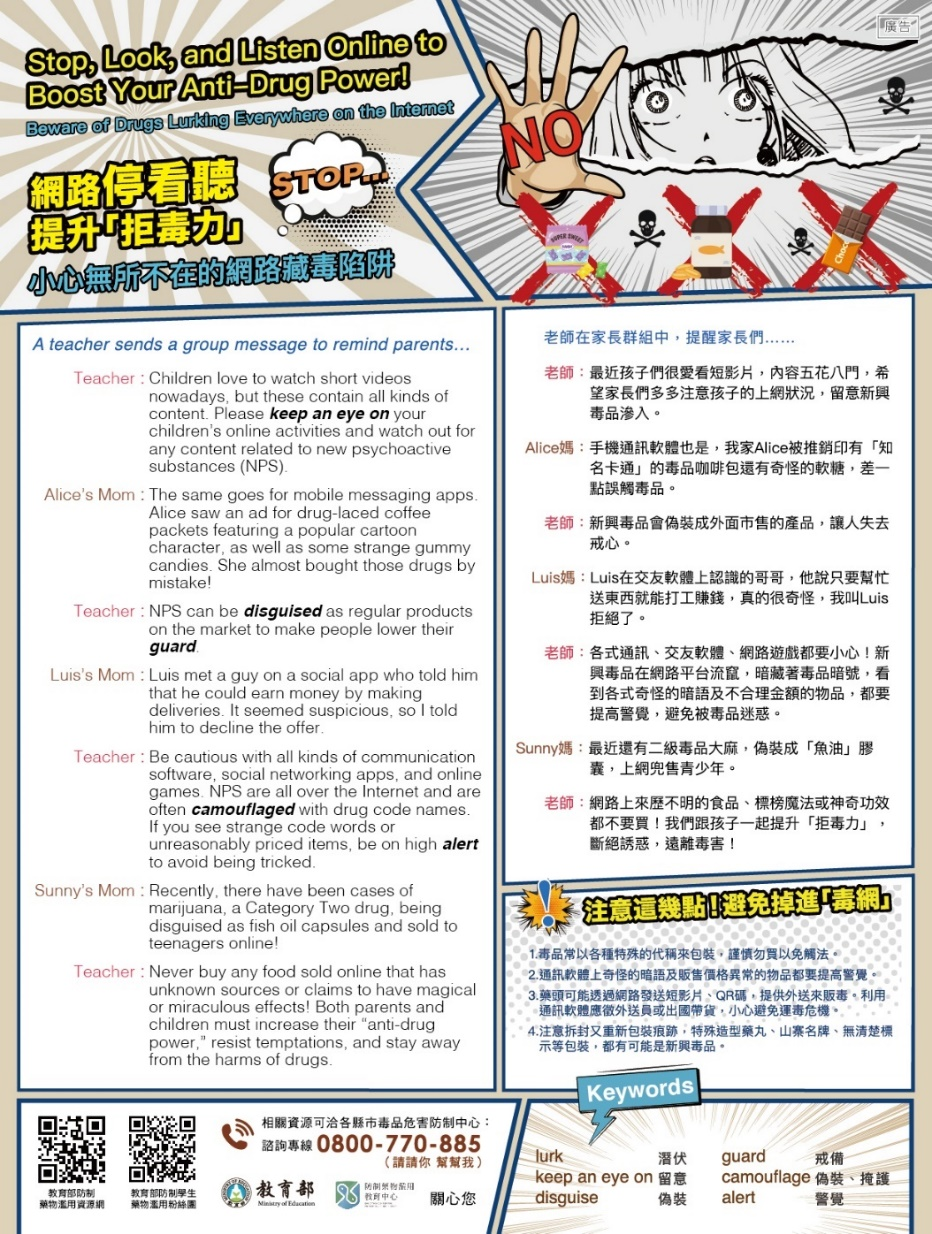 廣告
Stop, Look, and Listen Online to
Boost Your Anti-Drug Power!
Beware of Drugs Lurking Everywhere on the Internet
網路停看聽
提升「拒毒力」
小心無所不在的網路藏毒陷阱
STOP...
NO
SUPER SWEET
A teacher sends a group message to remind parents…
Teacher : Children love to watch short videos
nowadays, but these contain all kinds of
content. Please keep an eye on your
children's online activities and watch out for
any content related to new psychoactive
substances (NPS).
Alice's Mom : The same goes for mobile messaging apps.
Alice saw an ad for drug-laced coffee
packets featuring a popular cartoon
character, as well as some strange gummy
candies. She almost bought those drugs by
mistake!
Teacher : NPS can be disguised as regular products
on the market to make people lower their
guard.
Luis's Mom : Luis met a guy on a social app who told him
that he could earn money by making
deliveries. It seemed suspicious, so I told
him to decline the offer.
Teacher : Be cautious with all kinds of communication
software, social networking apps, and online
games. NPS are all over the Internet and are
often camouflaged with drug code names.
If you see strange code words or
unreasonably priced items, be on high alert
to avoid being tricked.
Sunny's Mom : Recently, there have been cases of
marijuana, a Category Two drug, being
disguised as fish oil capsules and sold to
teenagers online!
Teacher : Never buy any food sold online that has
unknown sources or claims to have magical
or miraculous effects! Both parents and
children must increase their "anti-drug
power," resist temptations, and stay away
from the harms of drugs.
老師在家長群組中，提醒家長們……
老師：最近孩子們很愛看短影片，內容五花八門，希
望家長們多多注意孩子的上網狀況，留意新興
毒品滲入。
Alice媽：手機通訊軟體也是，我家Alice被推銷印有「知
名卡通」的毒品咖啡包還有奇怪的軟糖，差一
點誤觸毒品。
老師：新興毒品會偽裝成外面市售的產品，讓人失去
戒心。
Luis媽：Luis在交友軟體上認識的哥哥，他說只要幫忙
送東西就能打工賺錢，真的很奇怪，我叫Luis
拒絕了。
老師：各式通訊、交友軟體、網路遊戲都要小心！新
興毒品在網路平台流竄，暗藏著毒品暗號，看
到各式奇怪的暗語及不合理金額的物品，都要
提高警覺，避免被毒品迷惑。
Sunny媽：最近還有二級毒品大麻，偽裝成「魚油」膠
囊，上網兜售青少年。
老師：網路上來歷不明的食品、標榜魔法或神奇功效
都不要買！我們跟孩子一起提升「拒毒力」，
斷絕誘惑，遠離毒害！
注意這幾點！避免掉進「毒網」
1.毒品常以各種特殊的代稱來包裝，謹慎勿買以免觸法。
2.通訊軟體上奇怪的暗語及販售價格異常的物品都要提高警覺。
3.藥頭可能透過網路發送短影片、QR碼，提供外送來販毒。利用
通訊軟體應徵外送員或出國帶貨，小心避免運毒危機。
4.注意拆封又重新包裝痕跡，特殊造型藥丸、山寨名牌、無清楚標
示等包裝，都有可能是新興毒品。
教育部防制
藥物濫用資源網
教育部防制學生
藥物濫用粉絲團
相關資源可洽各縣市毒品危害防制中心：
諮詢專線 0800-770-885
（請請你 幫幫我）
教育部
Ministry of Education
防制藥物濫用
教育中心
關心您
Keywords
lurk 潛伏
keep an eye on 留意
disguise 偽裝
guard 戒備
camouflage 偽裝、掩護
alert 警覺